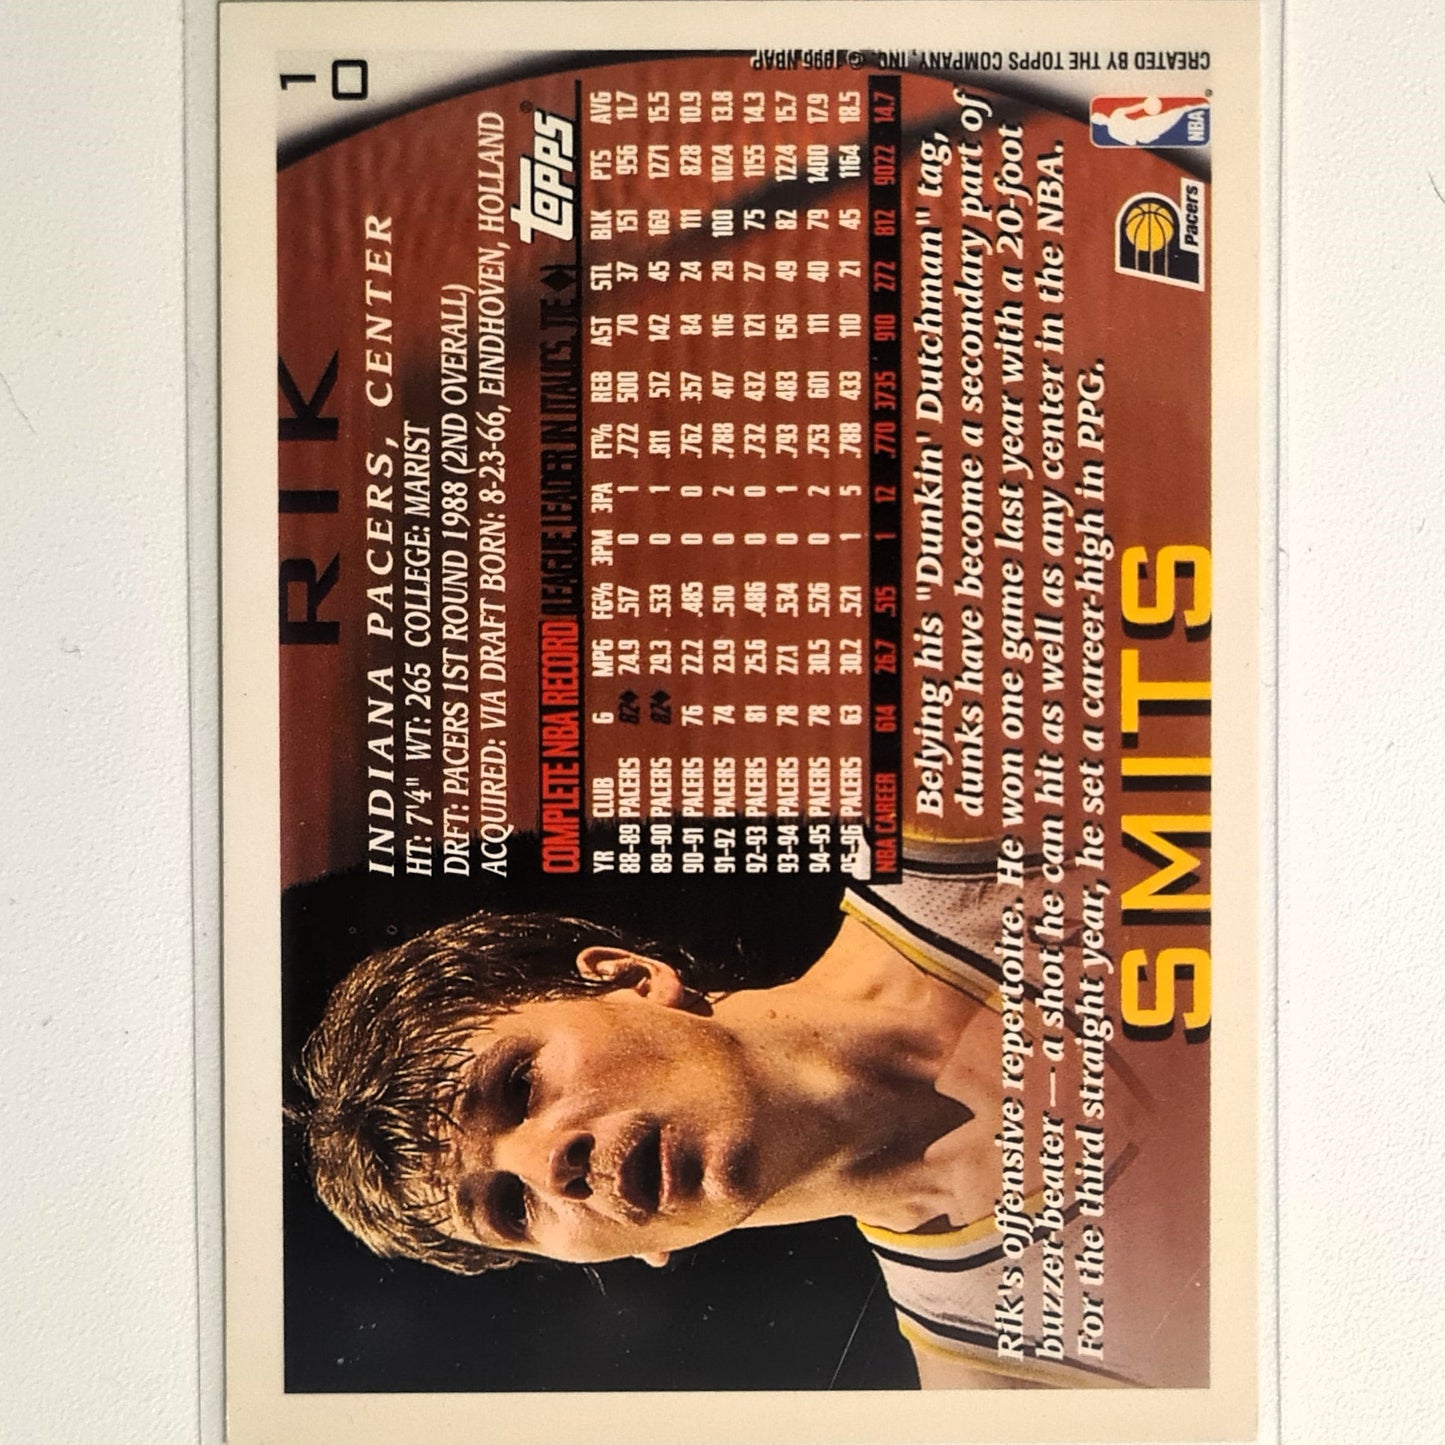 10
RIK
INDIANA PACERS, CENTER
HT: 7'4" WT: 265 COLLEGE: MARIST
DRFT: PACERS 1ST ROUND 1988 (2ND OVERALL)
ACQUIRED: VIA DRAFT BORN: 8-23-66, EINDHOVEN, HOLLAND
TOPPS®
COMPLETE NBA RECORD (LEAGUE LEADER IN ITALICS, TIE ◆)
YR CLUB G MPG FG% 3PM 3PA FT% REB AST STL BLK PTS AVG
88-89 PACERS 82◆ 24.9 .517 0 1 .722 500 70 37 151 956 11.7
89-90 PACERS 82◆ 29.3 .533 0 1 .811 512 142 45 169 1271 15.5
90-91 PACERS 76 22.2 .485 0 0 .762 357 84 24 111 828 10.9
91-92 PACERS 74 23.9 .510 0 2 .788 417 116 29 100 1024 13.8
92-93 PACERS 81 25.6 .486 0 0 .732 432 121 27 75 1155 14.3
93-94 PACERS 78 27.1 .534 0 1 .793 483 156 49 82 1224 15.7
94-95 PACERS 78 30.5 .526 0 2 .753 601 111 40 79 1400 17.9
95-96 PACERS 63 30.2 .521 1 5 .788 433 110 21 45 1164 18.5
NBA CAREER 614 26.7 .515 1 12 .770 3735 910 272 812 9022 14.7
Belying his "Dunkin' Dutchman" tag,
dunks have become a secondary part of
Rik's offensive repertoire. He won one game last year with a 20-foot
buzzer-beater — a shot he can hit as well as any center in the NBA.
For the third straight year, he set a career-high in PPG.
SMITS
Pacers
NBA
CREATED BY THE TOPPS COMPANY, INC. © 1996 NBAP